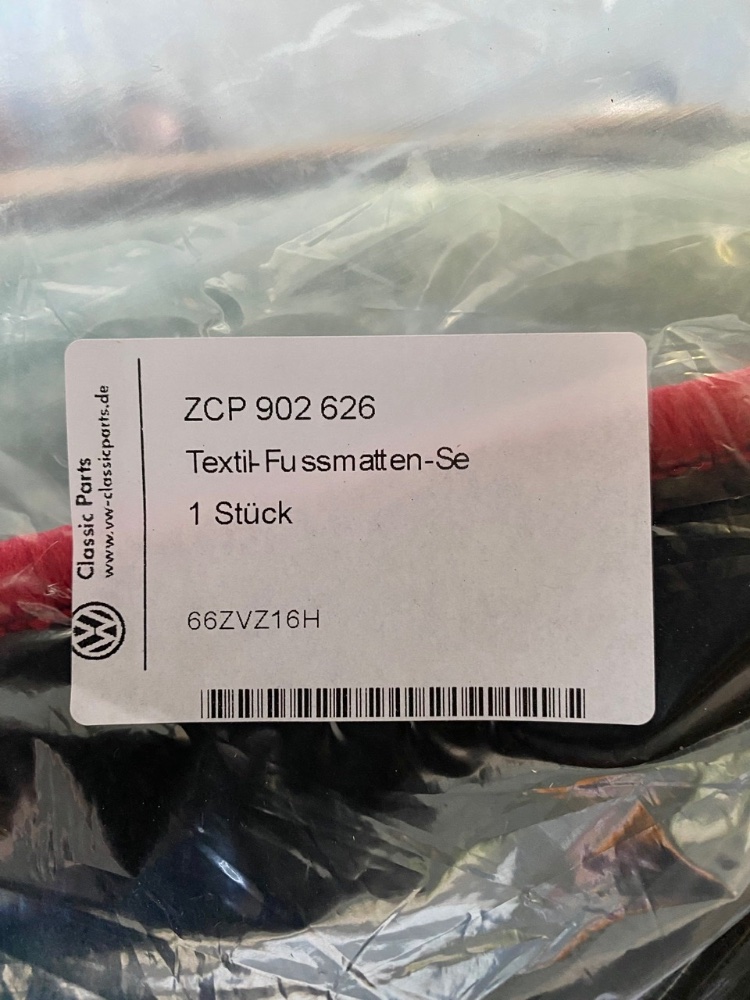 ZCP 902 626
Textil-Fussmatten-Se
1 Stück
66ZVZ16H
Classic Parts
www.vw-classicparts.de